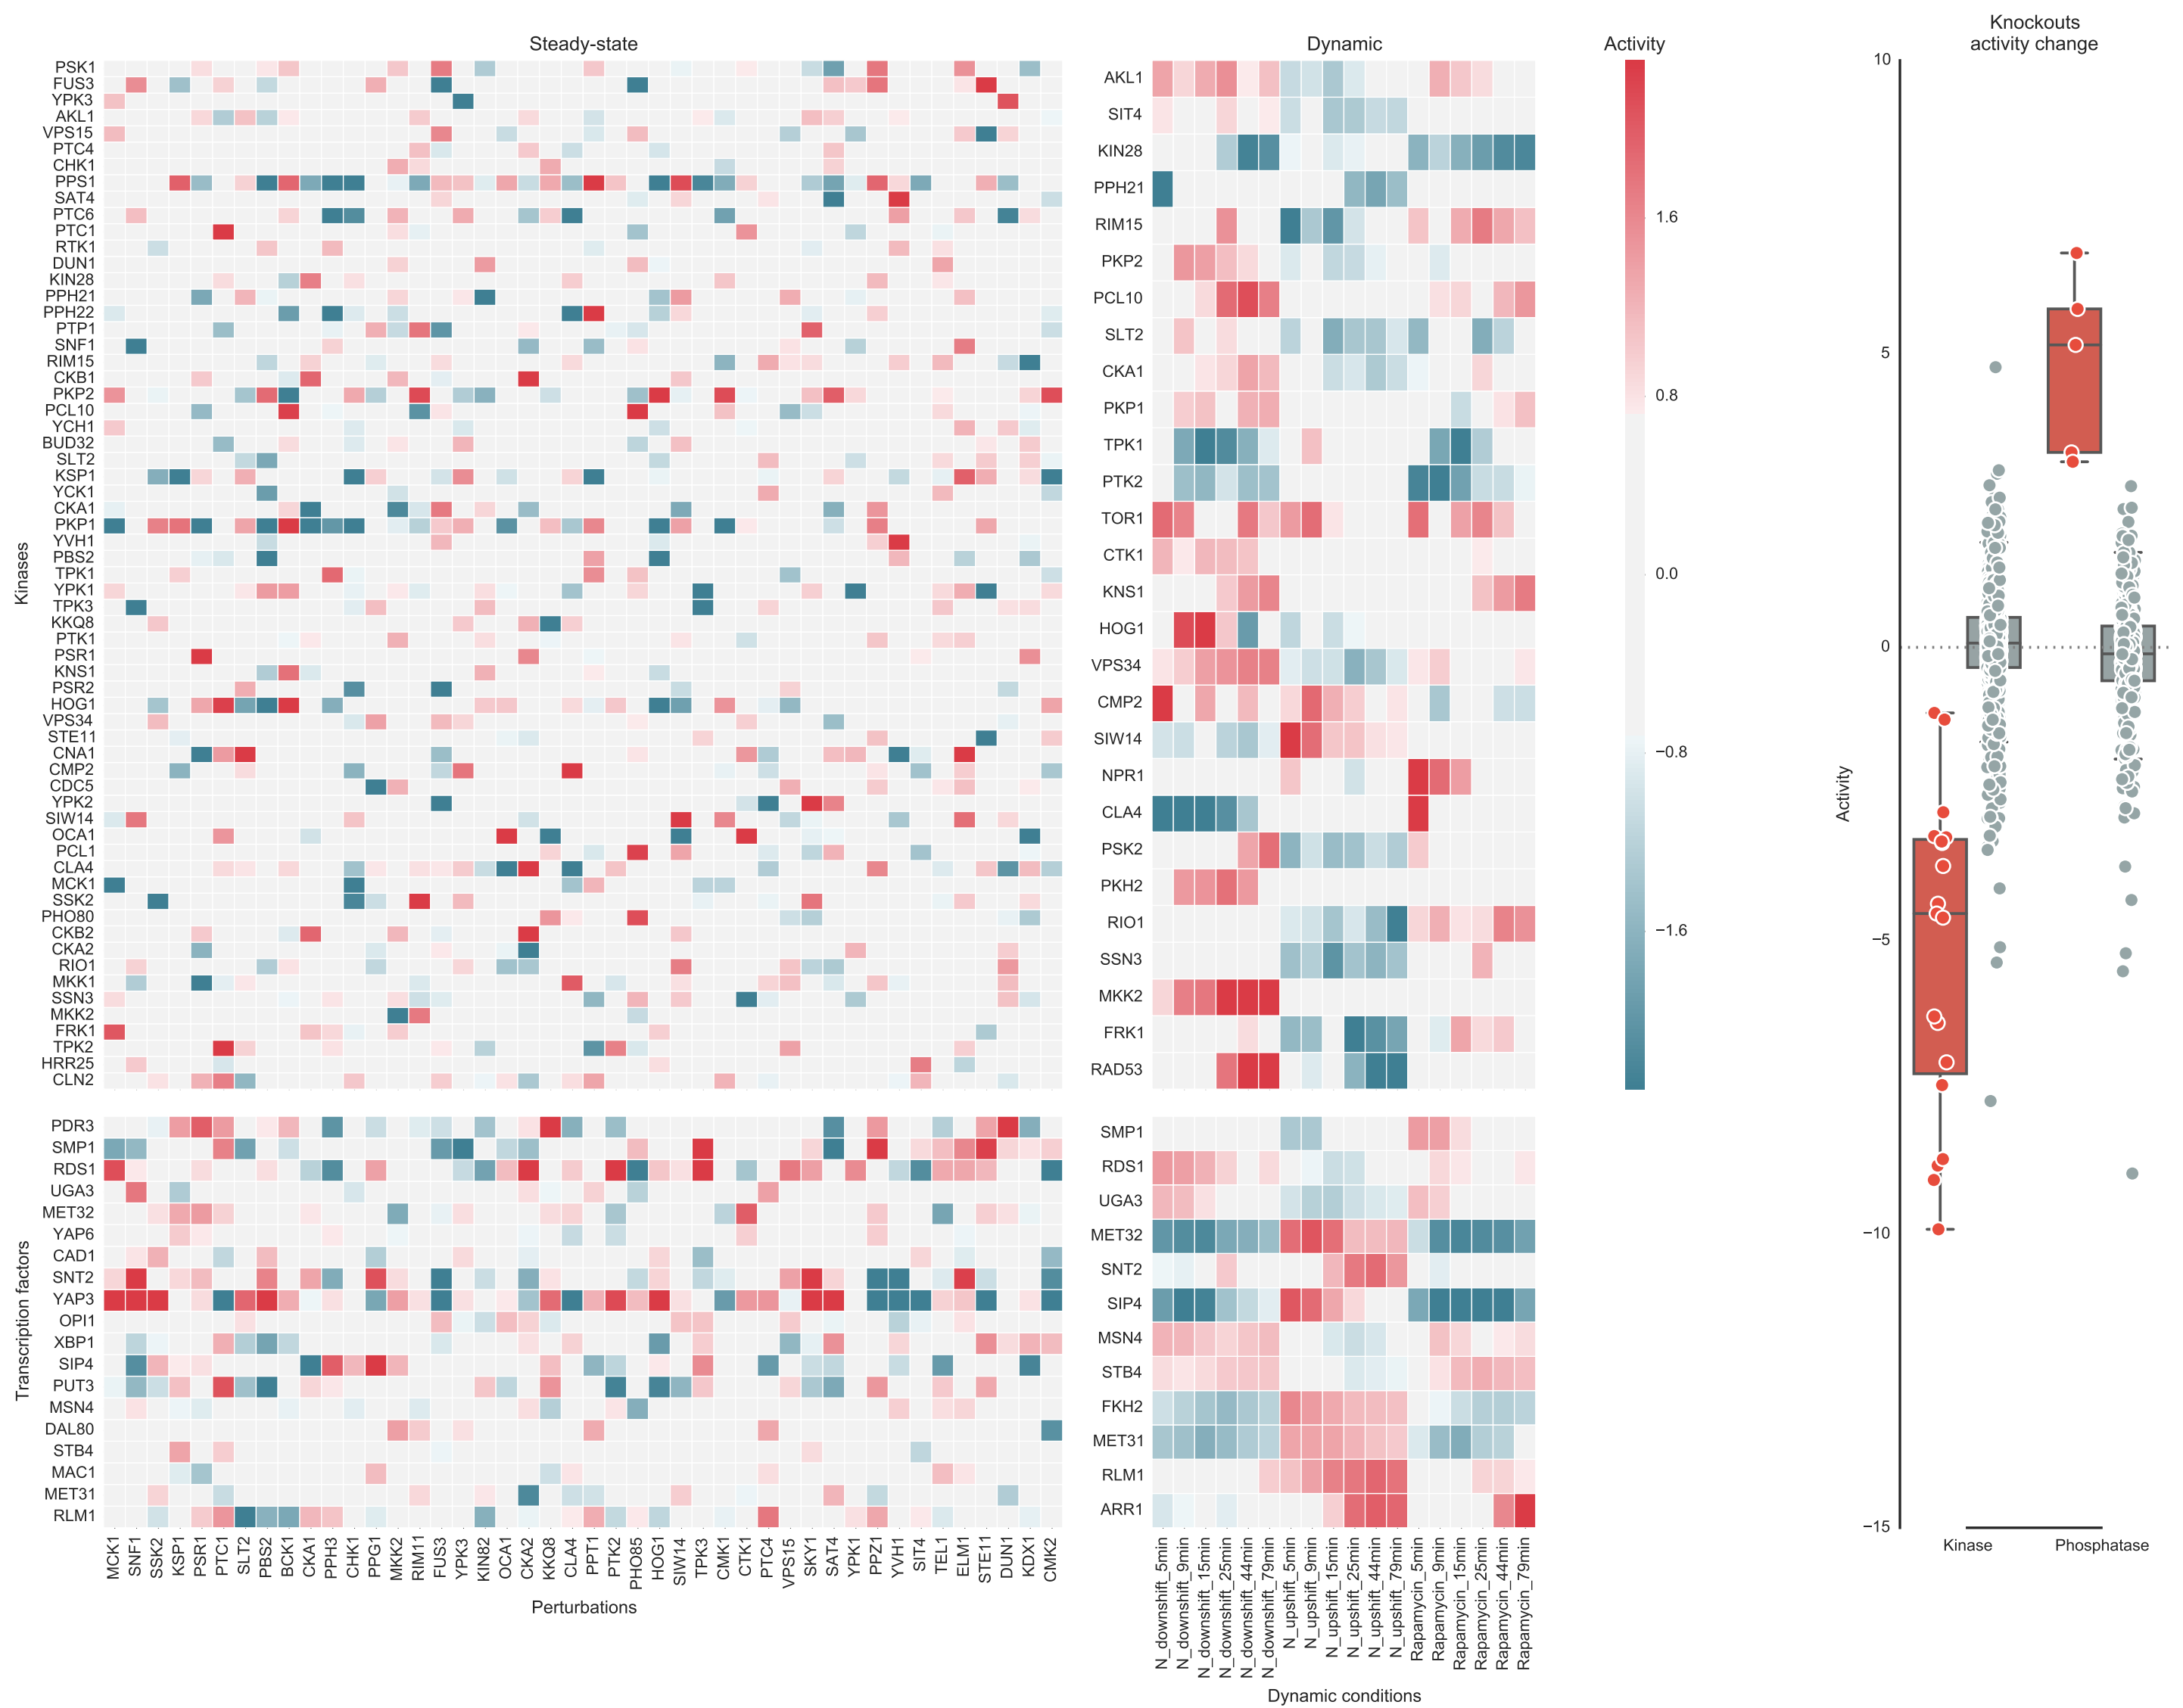 Steady-state
Dynamic
Activity
Knockouts
activity change
Kinases
PSK1
FUS3
YPK3
AKL1
VPS15
PTC4
CHK1
PPS1
SAT4
PTC6
PTC1
RTK1
DUN1
KIN28
PPH21
PPH22
PTP1
SNF1
RIM15
CKB1
PKP2
PCL10
YCH1
BUD32
SLT2
KSP1
YCK1
CKA1
PKP1
YVH1
PBS2
TPK1
YPK1
TPK3
KKQ8
PTK1
PSR1
KNS1
PSR2
HOG1
VPS34
STE11
CNA1
CMP2
CDC5
YPK2
SIW14
OCA1
PCL1
CLA4
MCK1
SSK2
PHO80
CKB2
CKA2
RIO1
MKK1
SSN3
MKK2
FRK1
TPK2
HRR25
CLN2
Transcription factors
PDR3
SMP1
RDS1
UGA3
MET32
YAP6
CAD1
SNT2
YAP3
OPI1
XBP1
SIP4
PUT3
MSN4
DAL80
STB4
MAC1
MET31
RLM1
MCK1
SNF1
SSK2
KSP1
PSR1
PTC1
SLT2
PBS2
BCK1
CKA1
PPH3
CHK1
PPG1
MKK2
RIM11
FUS3
YPK3
KIN82
OCA1
CKA2
KKQ8
CLA4
PPT1
PTK2
PHO85
HOG1
SIW14
TPK3
CMK1
CTK1
PTC4
VPS15
SKY1
SAT4
YPK1
PPZ1
YVH1
SIT4
TEL1
ELM1
STE11
DUN1
KDX1
CMK2
Perturbations
AKL1
SIT4
KIN28
PPH21
RIM15
PKP2
PCL10
SLT2
CKA1
PKP1
TPK1
PTK2
TOR1
CTK1
KNS1
HOG1
VPS34
CMP2
SIW14
NPR1
CLA4
PSK2
PKH2
RIO1
SSN3
MKK2
FRK1
RAD53
SMP1
RDS1
UGA3
MET32
SNT2
SIP4
MSN4
STB4
FKH2
MET31
RLM1
ARR1
N_downshift_5min
N_downshift_9min
N_downshift_15min
N_downshift_25min
N_downshift_44min
N_downshift_79min
N_upshift_5min
N_upshift_9min
N_upshift_15min
N_upshift_25min
N_upshift_44min
N_upshift_79min
Rapamycin_5min
Rapamycin_9min
Rapamycin_15min
Rapamycin_25min
Rapamycin_44min
Rapamycin_79min
Dynamic conditions
1.6
0.8
0.0
−0.8
−1.6
Activity
10
5
0
−5
−10
−15
Kinase
Phosphatase